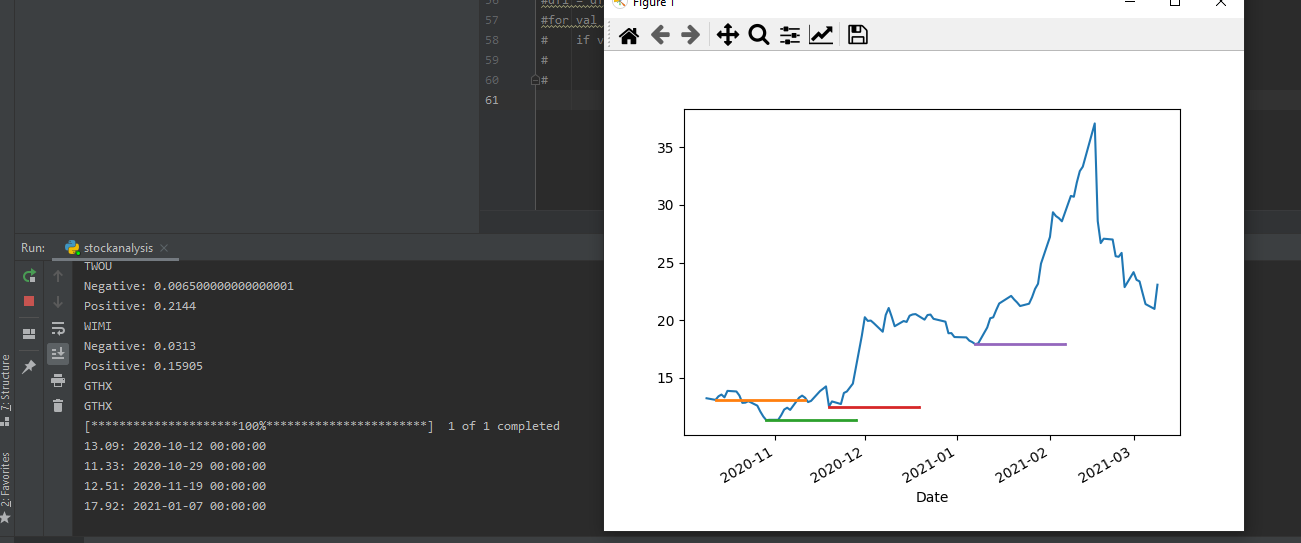 Figure 1
57 #for val
58 # if v
59 #
60 #
61
35
30
25
20
15
2020-11
2020-12
2021-01
2021-02
2021-03
Date
Run: stockanalysis
TWOU
Negative: 0.006500000000000001
Positive: 0.2144
WIMI
Negative: 0.0313
Positive: 0.15905
GTHX
GTHX
[*********************100%***********************] 1 of 1 completed
13.09: 2020-10-12 00:00:00
11.33: 2020-10-29 00:00:00
12.51: 2020-11-19 00:00:00
17.92: 2021-01-07 00:00:00
7: Structure
2: Favorites